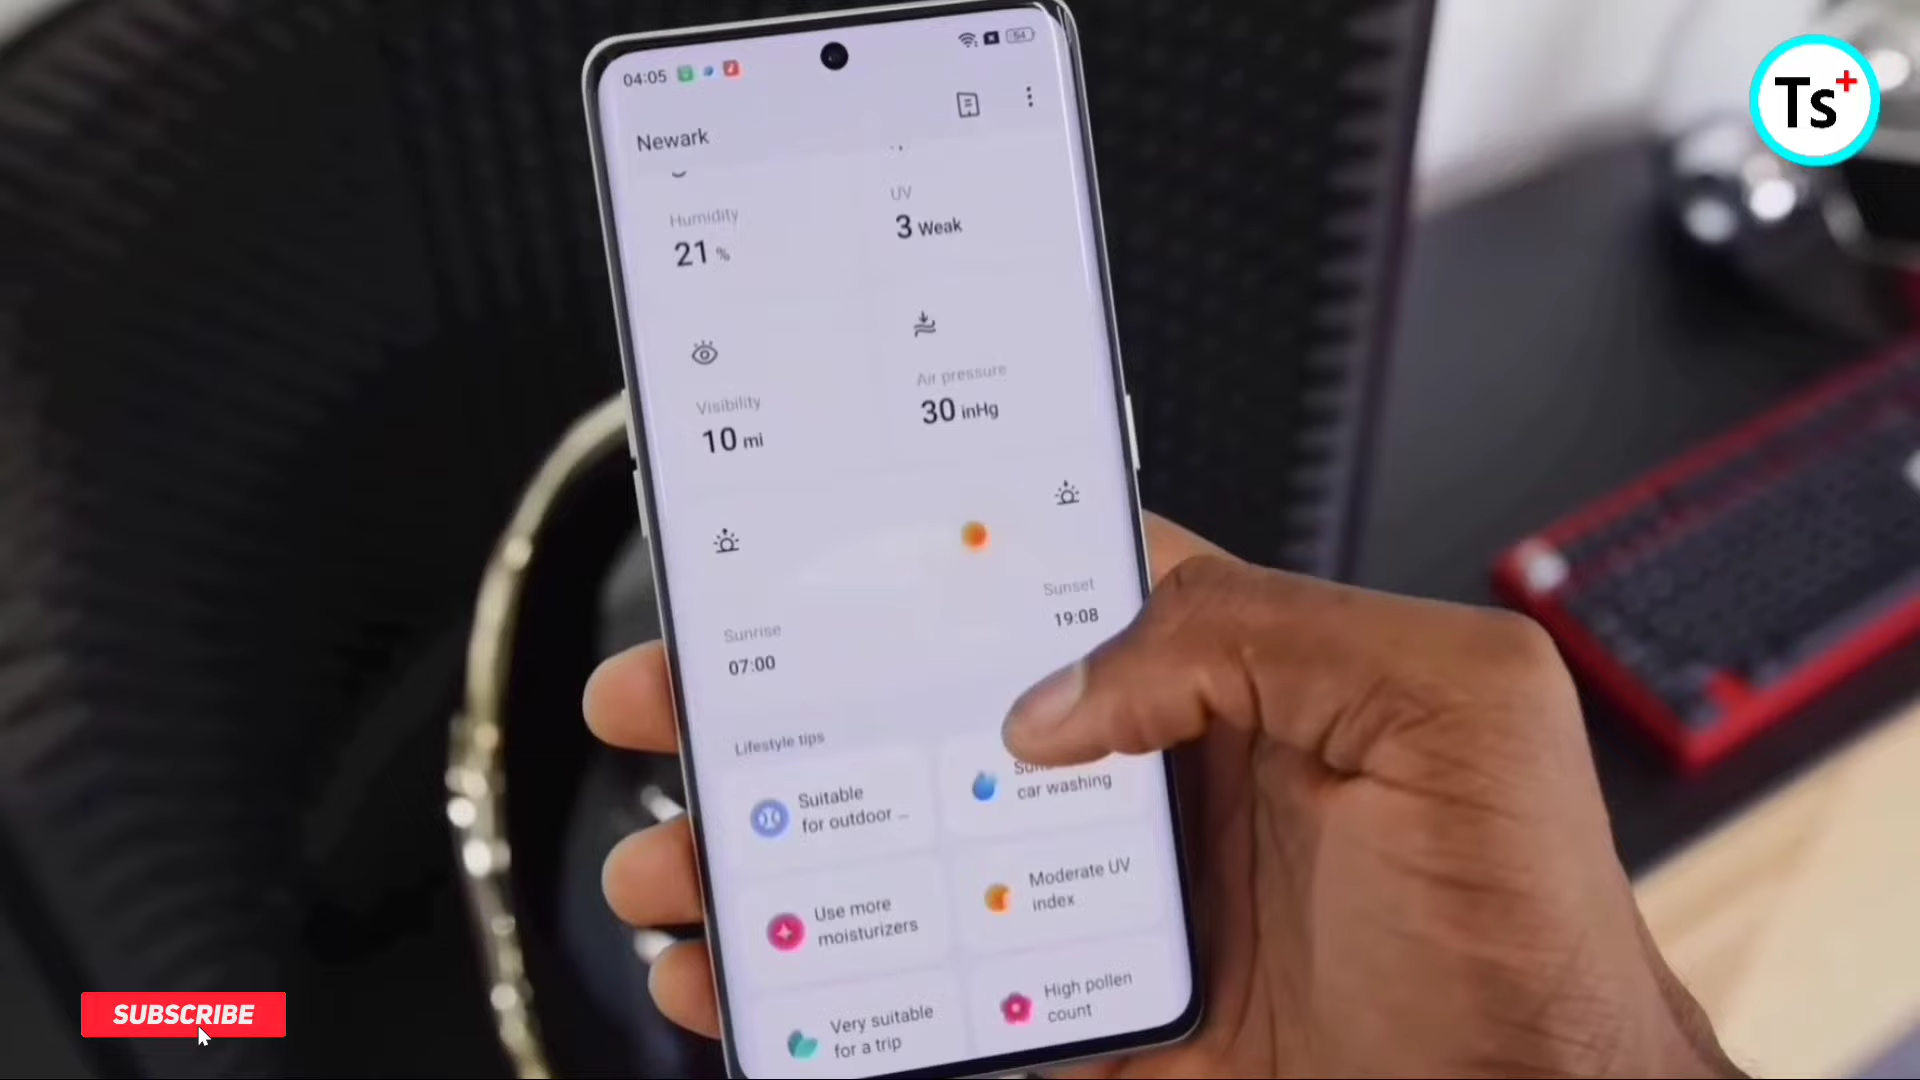 04:05
54
Newark
Humidity
21 %
UV
3 Weak
Visibility
10 mi
Air pressure
30 inHg
Sunrise
07:00
Sunset
19:08
Lifestyle tips
Suitable
for outdoor ...
car washing
Use more
moisturizers
Moderate UV
index
Very suitable
for a trip
High pollen
count
Ts+
SUBSCRIBE